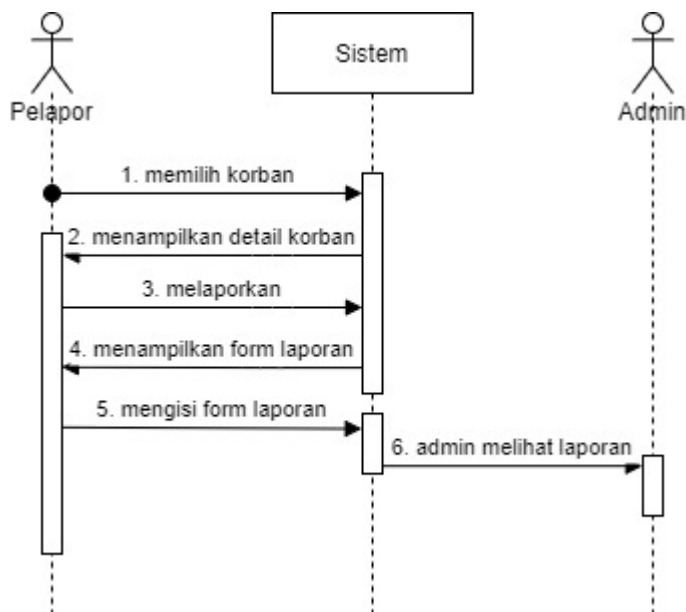 Sistem
Pelapor
Admin
1. memilih korban
2. menampilkan detail korban
3. melaporkan
4. menampilkan form laporan
5. mengisi form laporan
6. admin melihat laporan